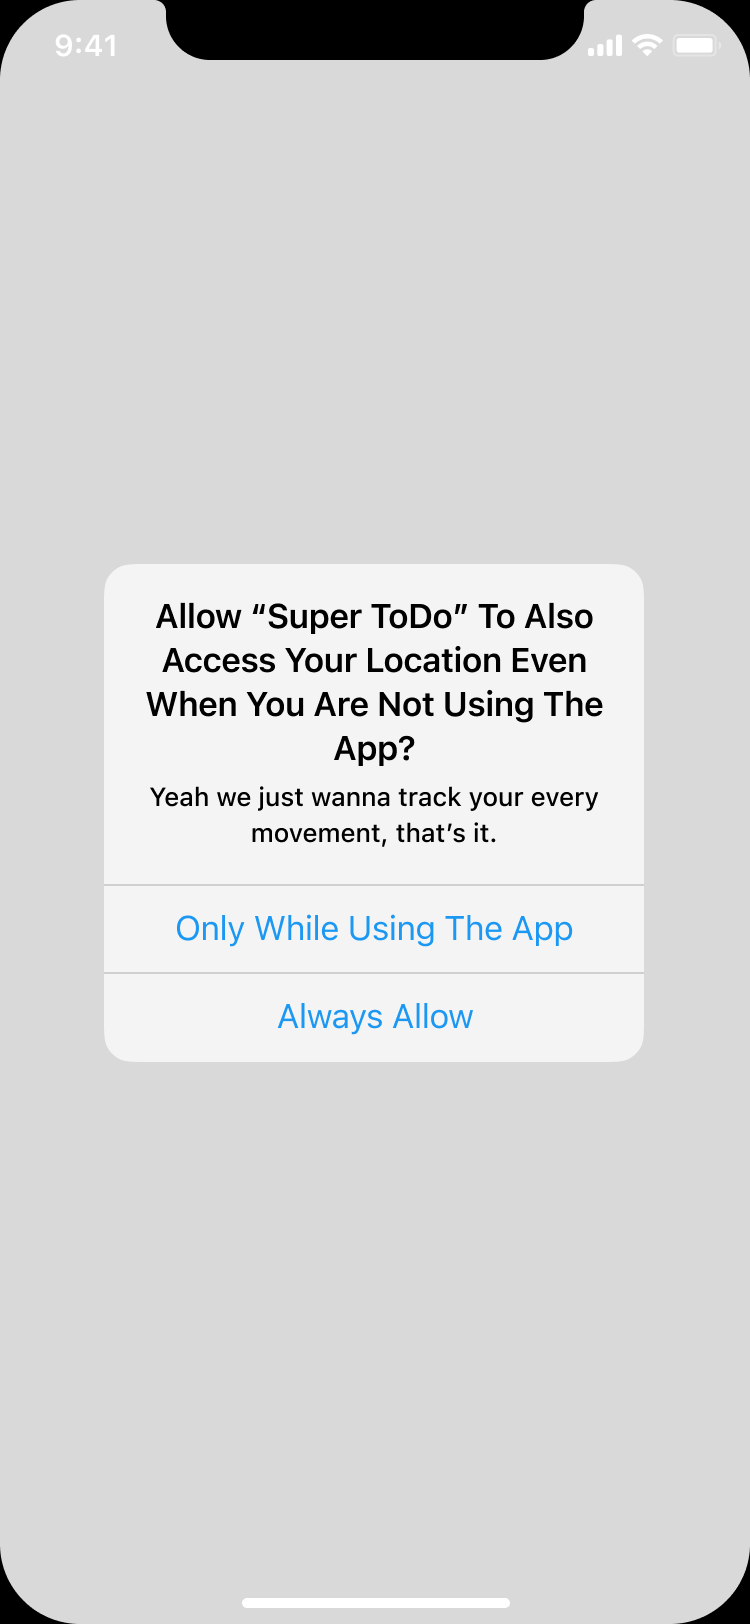 9:41
Allow “Super ToDo” To Also
Access Your Location Even
When You Are Not Using The
App?
Yeah we just wanna track your every
movement, that’s it.
Only While Using The App
Always Allow